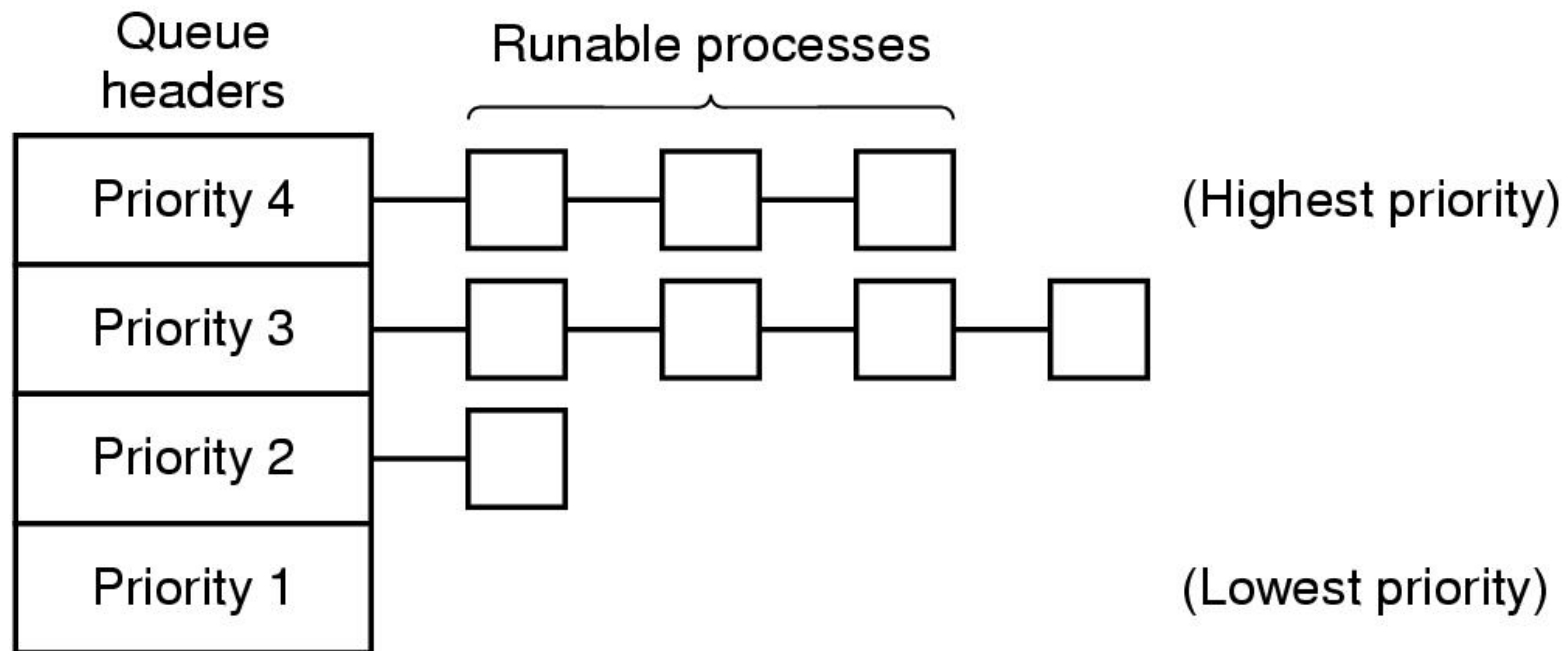 Queue
headers
Runable processes
Priority 4
(Highest priority)
Priority 3
Priority 2
Priority 1
(Lowest priority)